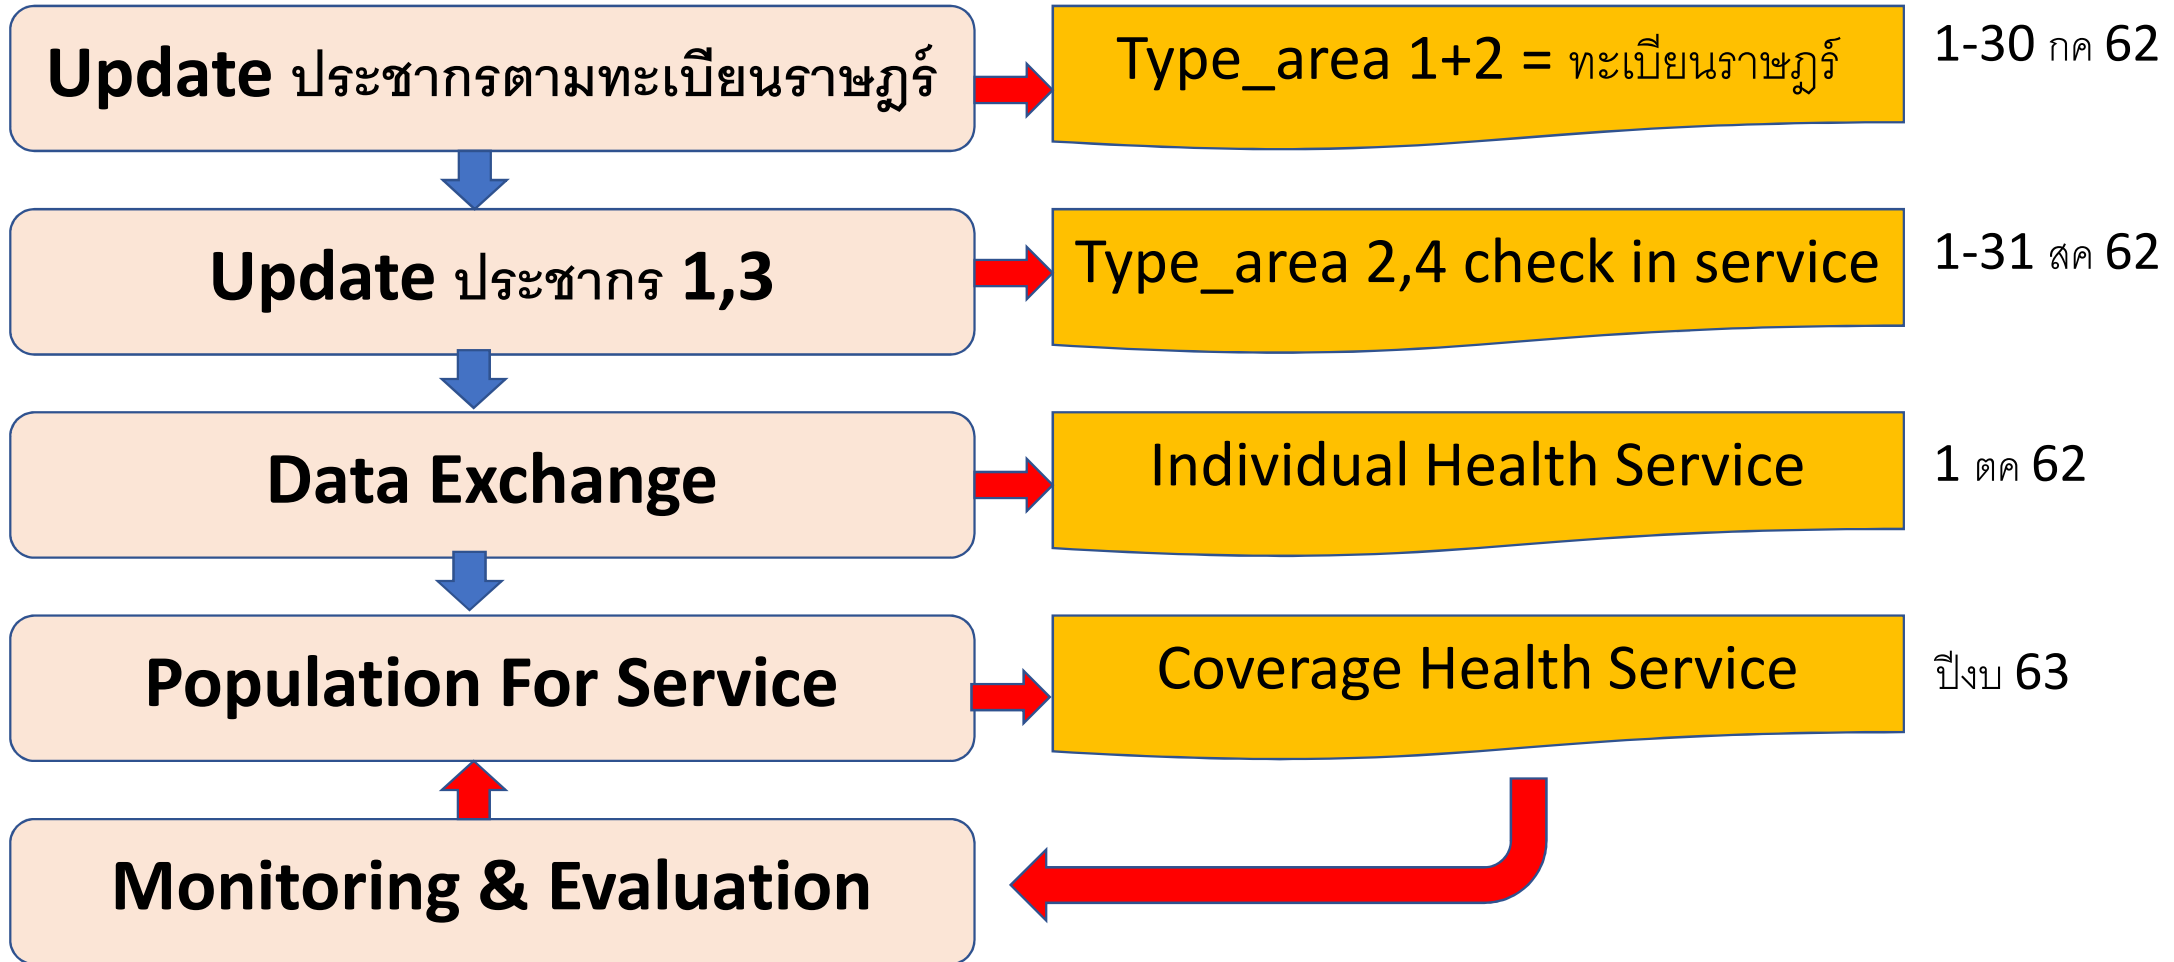 Update ประชากรตามทะเบียนราษฎร์
Type_area 1+2 = ทะเบียนราษฎร์
1-30 กค 62
Update ประชากร 1,3
Type_area 2,4 check in service
1-31 สค 62
Data Exchange
Individual Health Service
1 ตค 62
Population For Service
Coverage Health Service
ปีงบ 63
Monitoring & Evaluation